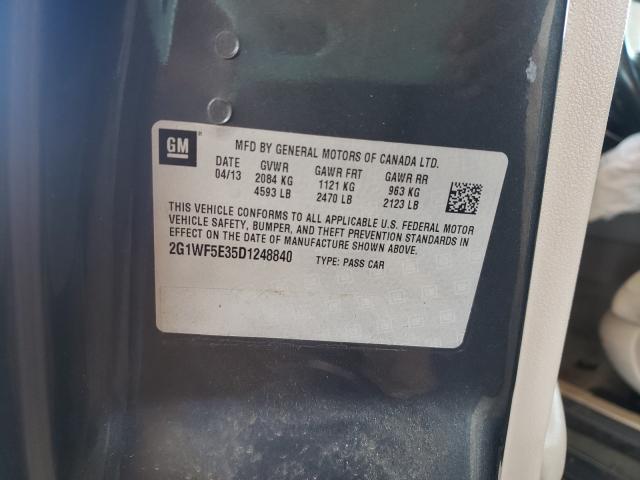 GM
MFD BY GENERAL MOTORS OF CANADA LTD.
DATE GVWR GAWR FRT GAWR RR
04/13 2084 KG 1121 KG 963 KG
4593 LB 2470 LB 2123 LB
THIS VEHICLE CONFORMS TO ALL APPLICABLE U.S. FEDERAL MOTOR
VEHICLE SAFETY, BUMPER, AND THEFT PREVENTION STANDARDS IN
EFFECT ON THE DATE OF MANUFACTURE SHOWN ABOVE.
2G1WF5E35D1248840 TYPE: PASS CAR